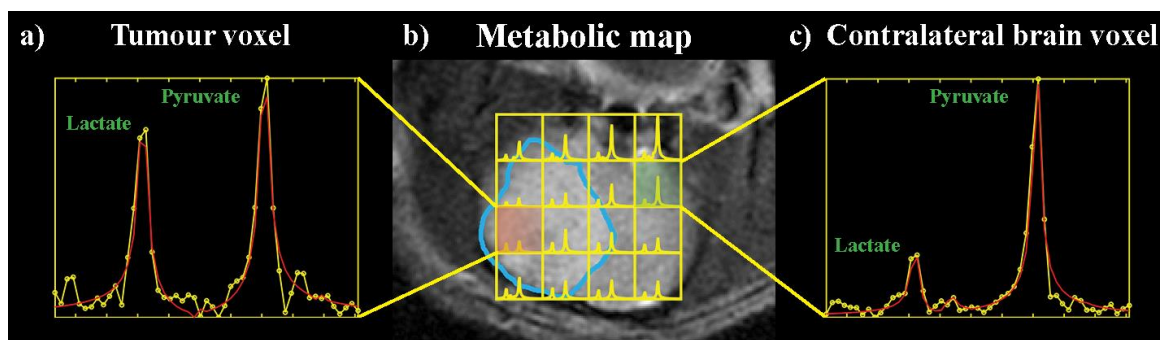 a) Tumour voxel
b) Metabolic map
c) Contralateral brain voxel
Pyruvate
Lactate
Pyruvate
Lactate